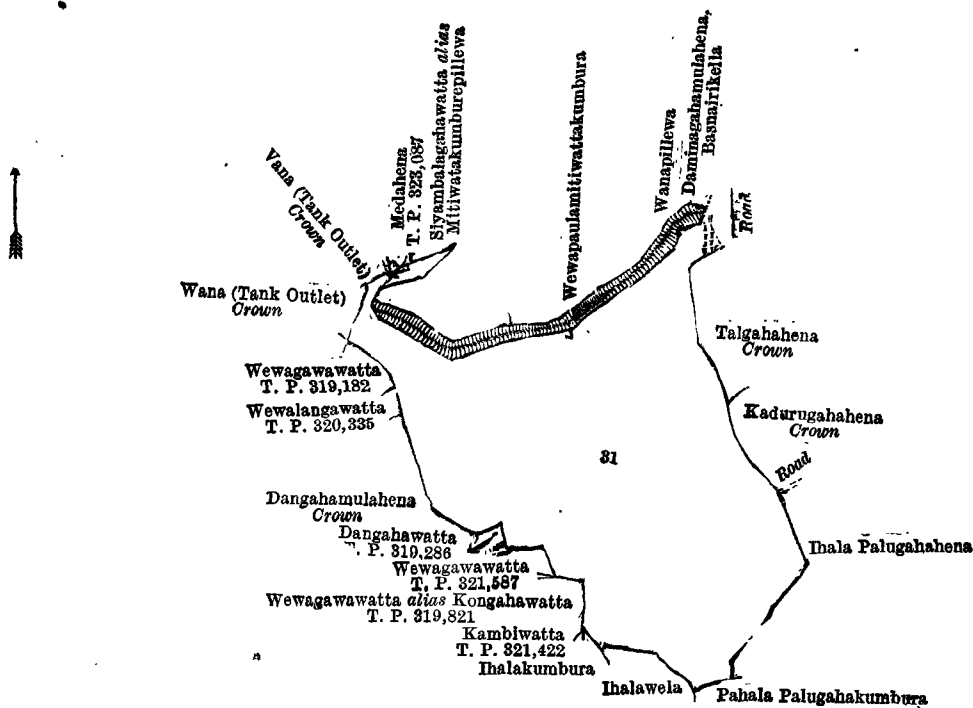 Daminagahamulahena,
Basnairikella
Wanapillewa
Wewapaulamitiwattakumbura
Siyambalagahawatta alias
Mitiwatakumburepillewa
Medahena
T. P. 323,087
Vana (Tank Outlet)
Crown
Road
Wana (Tank Outlet)
Crown
Talgahahena
Crown
Wewagawawatta
T. P. 319,182
Wewalangawatta
T. P. 320,335
Kadurugahahena
Crown
31
Road
Dangahamulahena
Crown
Dangahawatta
T. P. 319,286
Ihala Palugahahena
Wewagawawatta
T. P. 321,587
Wewagawawatta alias Kongahawatta
T. P. 319,821
Kambiwatta
T. P. 321,422
Ihalakumbura
Ihalawela
Pahala Palugahakumbura